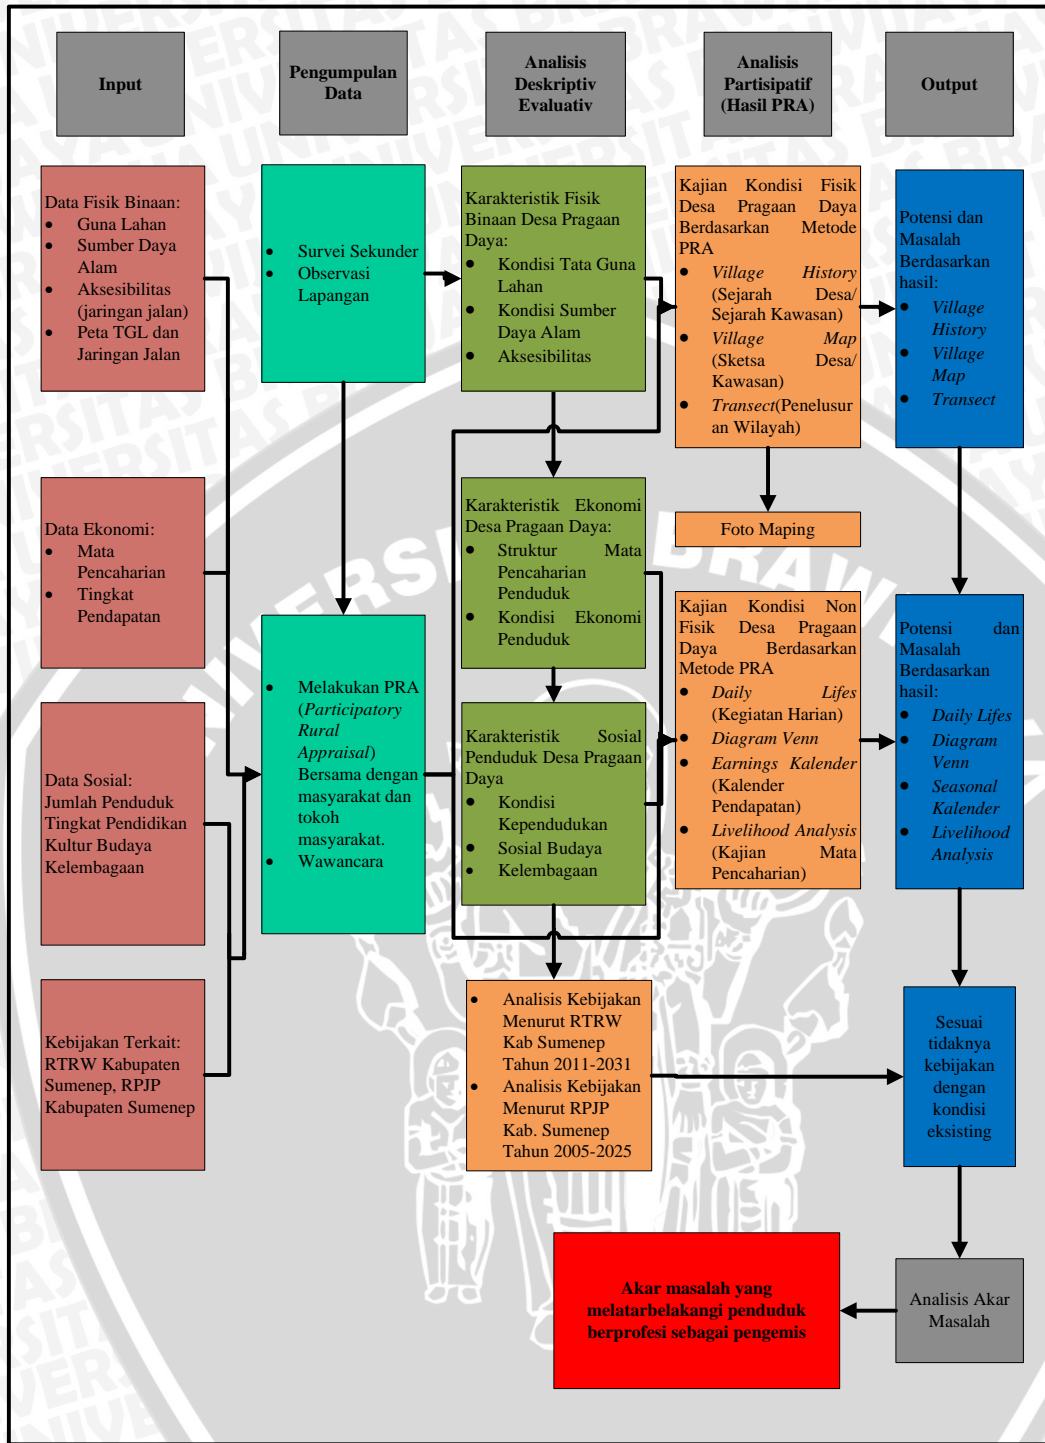 Input
Pengumpulan
Data
Analisis
Deskriptiv
Evaluativ
Analisis
Partisipatif
(Hasil PRA)
Output
Data Fisik Binaan:
• Guna Lahan
• Sumber Daya
Alam
• Aksesibilitas
(jaringan jalan)
• Peta TGL dan
Jaringan Jalan
• Survei Sekunder
• Observasi
Lapangan
Karakteristik Fisik
Binaan Desa Pragaan
Daya:
• Kondisi Tata Guna
Lahan
• Kondisi Sumber
Daya Alam
• Aksesibilitas
Kajian Kondisi Fisik
Desa Pragaan Daya
Berdasarkan Metode
PRA
• Village History
(Sejarah Desa/
Sejarah Kawasan)
• Village Map
(Sketsa Desa/
Kawasan)
• Transect(Penelusur
an Wilayah)
Potensi dan
Masalah
Berdasarkan
hasil:
• Village
History
• Village
Map
• Transect
Data Ekonomi:
• Mata
Pencaharian
• Tingkat
Pendapatan
Karakteristik Ekonomi
Desa Pragaan Daya:
• Struktur Mata
Pencaharian
Penduduk
• Kondisi Ekonomi
Penduduk
Foto Maping
Data Sosial:
Jumlah Penduduk
Tingkat Pendidikan
Kultur Budaya
Kelembagaan
• Melakukan PRA
(Participatory
Rural
Appraisal)
Bersama dengan
masyarakat dan
tokoh
masyarakat.
• Wawancara
Karakteristik Sosial
Penduduk Desa Pragaan
Daya
• Kondisi
Kependudukan
• Sosial Budaya
• Kelembagaan
Kajian Kondisi Non
Fisik Desa Pragaan
Daya Berdasarkan
Metode PRA
• Daily Lifes
(Kegiatan Harian)
• Diagram Venn
• Earnings Kalender
(Kalender
Pendapatan)
• Livelihood Analysis
(Kajian Mata
Pencaharian)
Potensi dan
Masalah
Berdasarkan
hasil:
• Daily Lifes
• Diagram
Venn
• Seasonal
Kalender
• Livelihood
Analysis
Kebijakan Terkait:
RTRW Kabupaten
Sumenep, RPJP
Kabupaten Sumenep
• Analisis Kebijakan
Menurut RTRW
Kab Sumenep
Tahun 2011-2031
• Analisis Kebijakan
Menurut RPJP
Kab. Sumenep
Tahun 2005-2025
Sesuai
tidaknya
kebijakan
dengan
kondisi
eksisting
Akar masalah yang
melatarbelakangi penduduk
berprofesi sebagai pengemis
Analisis Akar
Masalah